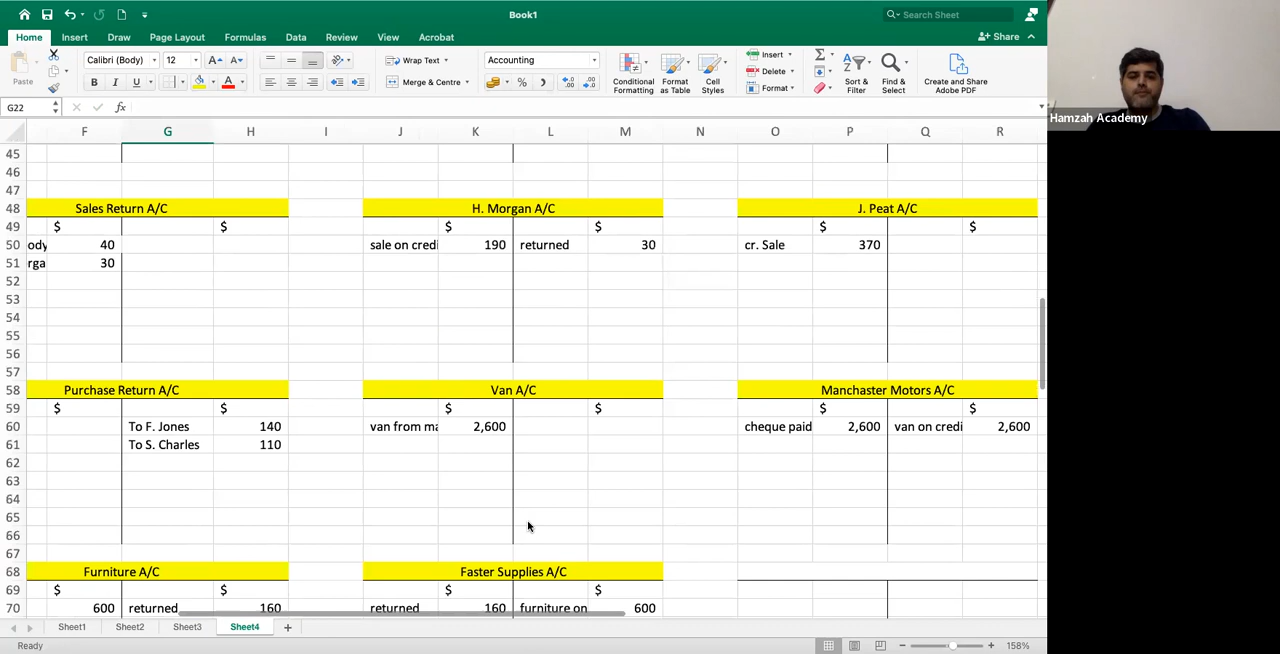 Book1
Search Sheet
Home Insert Draw Page Layout Formulas Data Review View Acrobat
Share
Paste
Calibri (Body) 12 A A
B I U A
Wrap Text
Merge & Centre
Accounting
% )
Conditional Formatting
Format as Table
Cell Styles
Insert
Delete
Format
Sort & Filter
Find & Select
Create and Share Adobe PDF
G22 fx
F G H I J K L M N O P Q R
45
46
47
48 Sales Return A/C H. Morgan A/C J. Peat A/C
49 $ $ $ $ $ $
50 ody 40 sale on credi 190 returned 30 cr. Sale 370
51 rga 30
52
53
54
55
56
57
58 Purchase Return A/C Van A/C Manchaster Motors A/C
59 $ $ $ $ $ $
60 To F. Jones 140 van from ma 2,600 cheque paid 2,600 van on credi 2,600
61 To S. Charles 110
62
63
64
65
66
67
68 Furniture A/C Faster Supplies A/C
69 $ $ $ $
70 600 returned 160 returned 160 furniture on 600
Sheet1 Sheet2 Sheet3 Sheet4 +
Ready 158%
Hamzah Academy